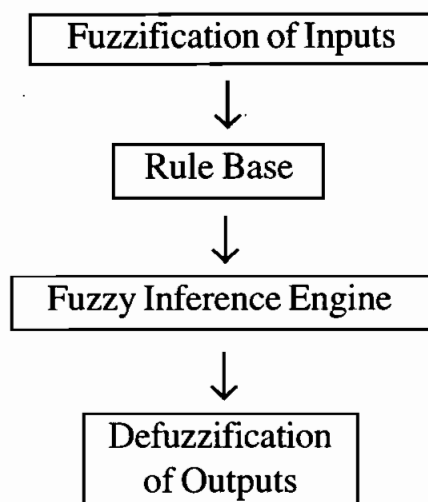 Fuzzification of Inputs
Rule Base
Fuzzy Inference Engine
Defuzzification
of Outputs